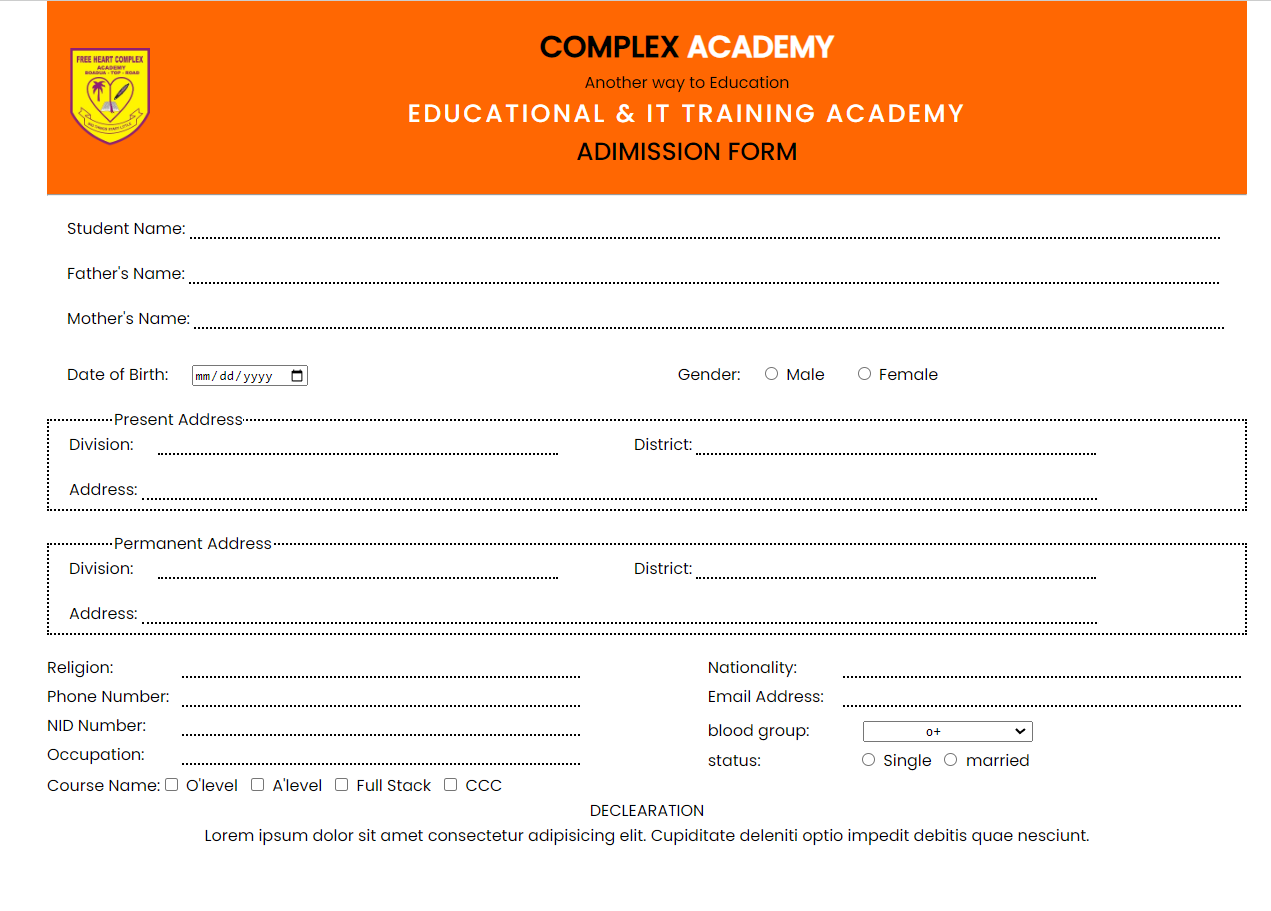 FREE HEART COMPLEX
ACADEMY
BOADUA - TOP - ROAD
COMPLEX ACADEMY
Another way to Education
EDUCATIONAL & IT TRAINING ACADEMY
ADIMISSION FORM
Student Name:
Father's Name:
Mother's Name:
Date of Birth: mm/dd/yyyy Gender: Male Female
Present Address
Division: District:
Address:
Permanent Address
Division: District:
Address:
Religion: Nationality:
Phone Number: Email Address:
NID Number: blood group: o+
Occupation: status: Single married
Course Name: O'level A'level Full Stack CCC
DECLEARATION
Lorem ipsum dolor sit amet consectetur adipisicing elit. Cupiditate deleniti optio impedit debitis quae nesciunt.